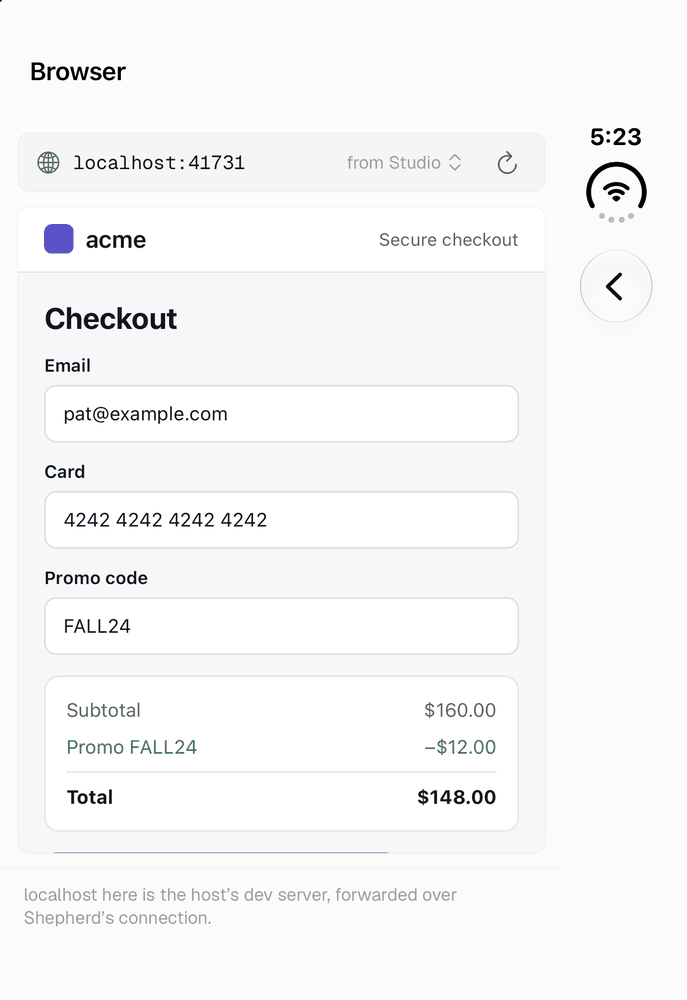 Browser
5:23
localhost:41731 from Studio
acme Secure checkout
Checkout
Email
pat@example.com
Card
4242 4242 4242 4242
Promo code
FALL24
Subtotal $160.00
Promo FALL24 –$12.00
Total $148.00
localhost here is the host’s dev server, forwarded over
Shepherd’s connection.